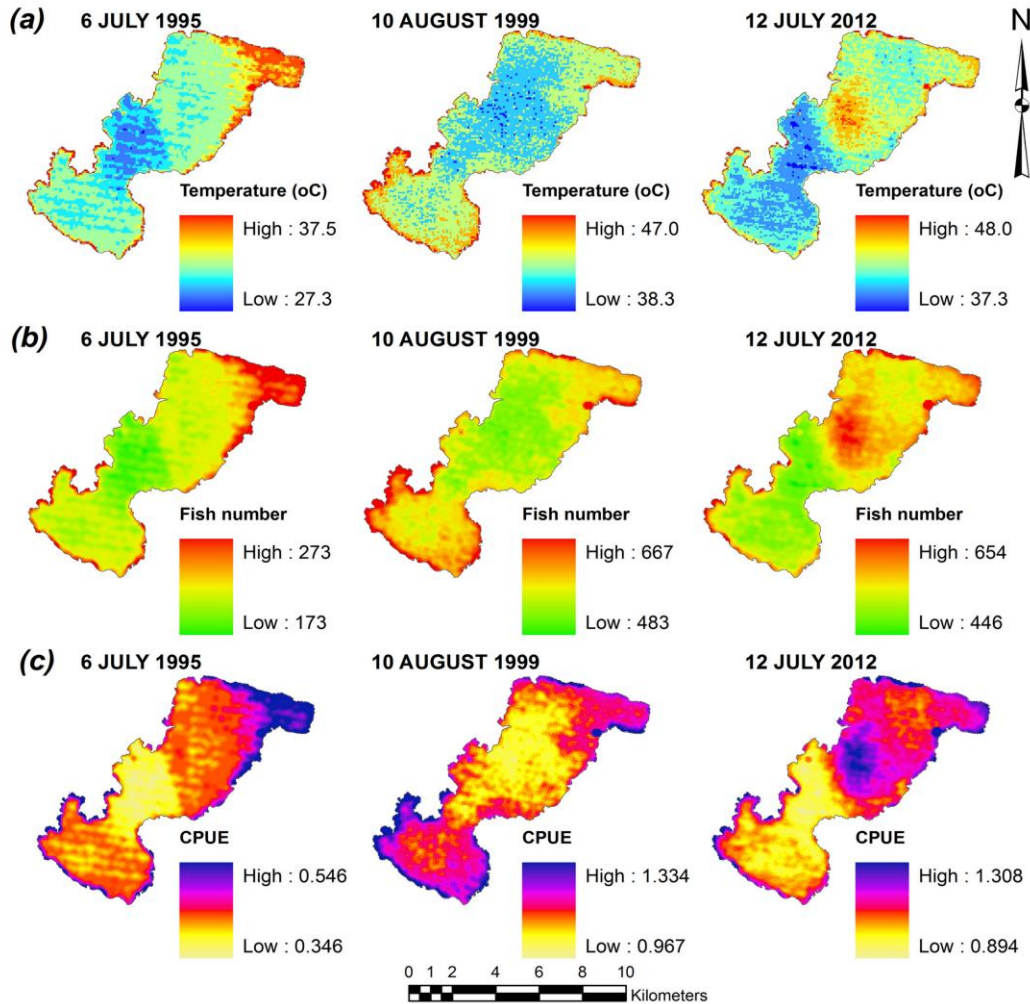 (a)
6 JULY 1995
10 AUGUST 1999
12 JULY 2012
N
Temperature (oC)
High : 37.5
Low : 27.3
Temperature (oC)
High : 47.0
Low : 38.3
Temperature (oC)
High : 48.0
Low : 37.3
(b)
6 JULY 1995
10 AUGUST 1999
12 JULY 2012
Fish number
High : 273
Low : 173
Fish number
High : 667
Low : 483
Fish number
High : 654
Low : 446
(c)
6 JULY 1995
10 AUGUST 1999
12 JULY 2012
CPUE
High : 0.546
Low : 0.346
CPUE
High : 1.334
Low : 0.967
CPUE
High : 1.308
Low : 0.894
0 1 2 4 6 8 10
Kilometers